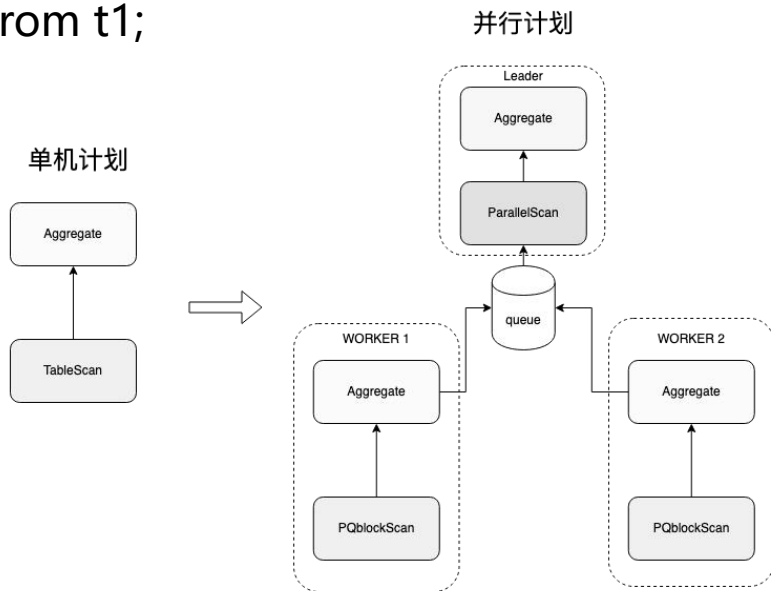 rom t1;
并行计划
Leader
Aggregate
ParallelScan
单机计划
Aggregate
TableScan
queue
WORKER 1
Aggregate
PQblockScan
WORKER 2
Aggregate
PQblockScan